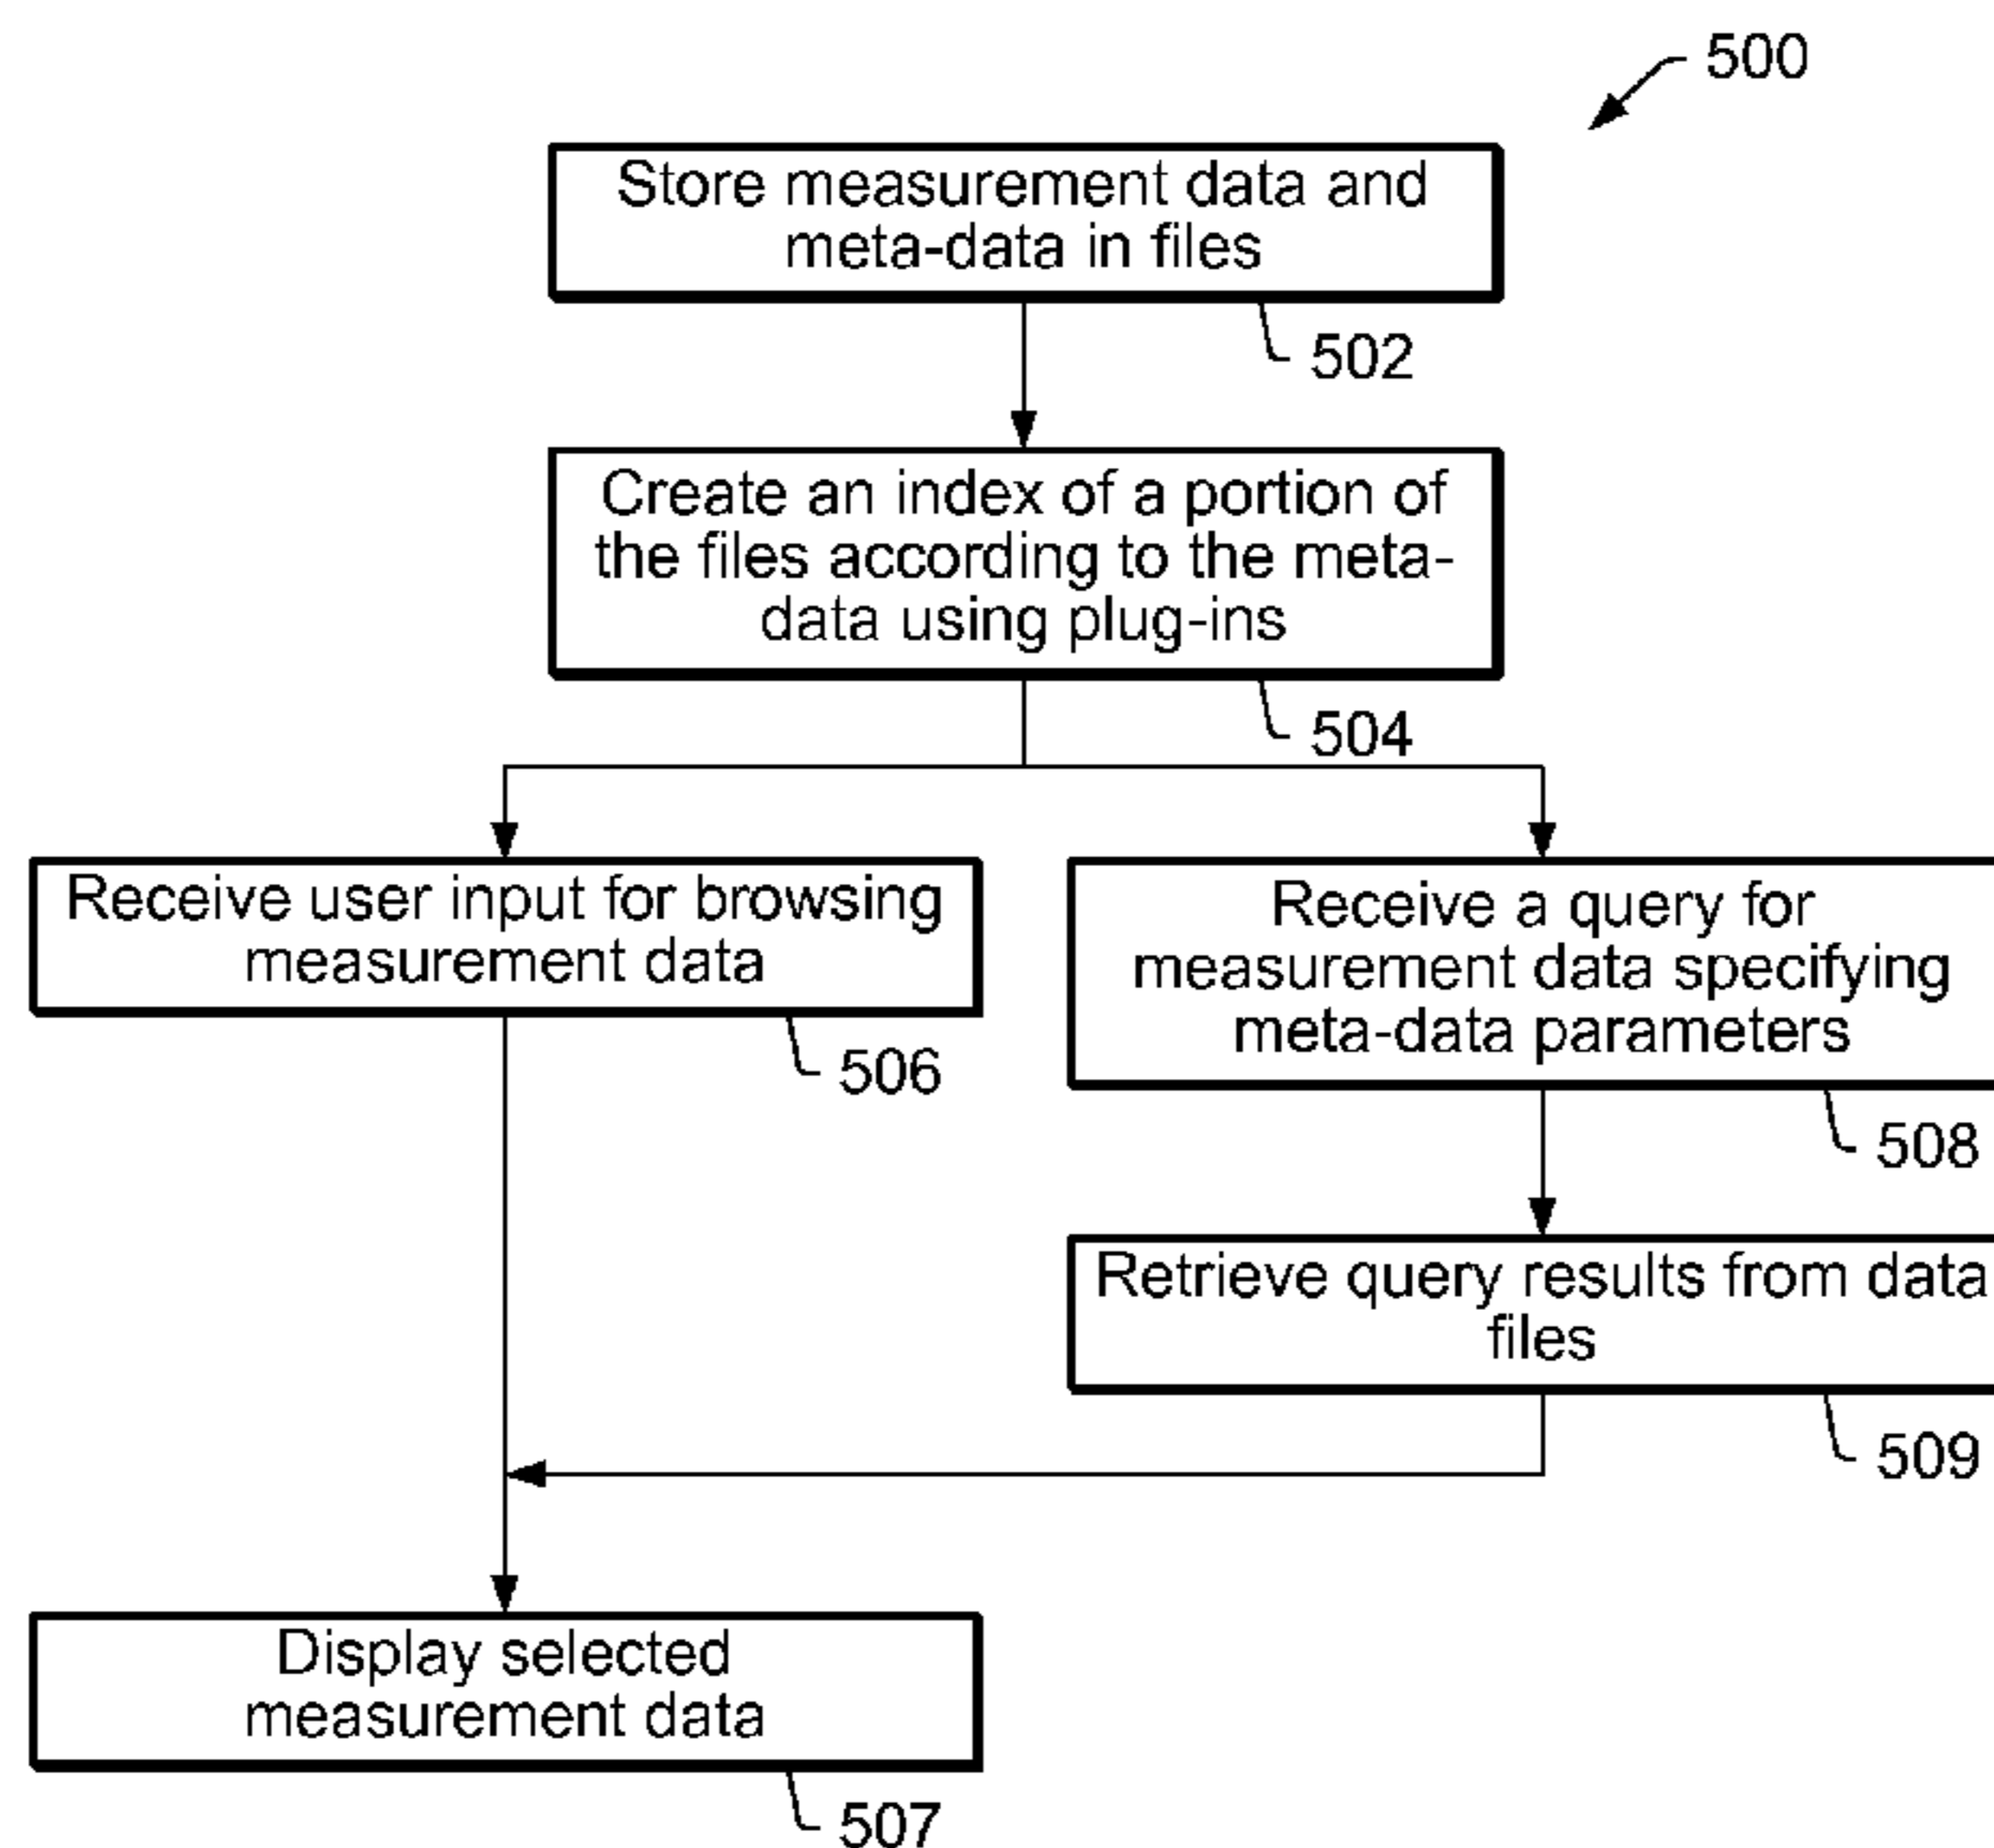 500
Store measurement data and
meta-data in files
502
Create an index of a portion of
the files according to the meta-
data using plug-ins
504
Receive user input for browsing
measurement data
506
Receive a query for
measurement data specifying
meta-data parameters
508
Retrieve query results from data
files
509
Display selected
measurement data
507